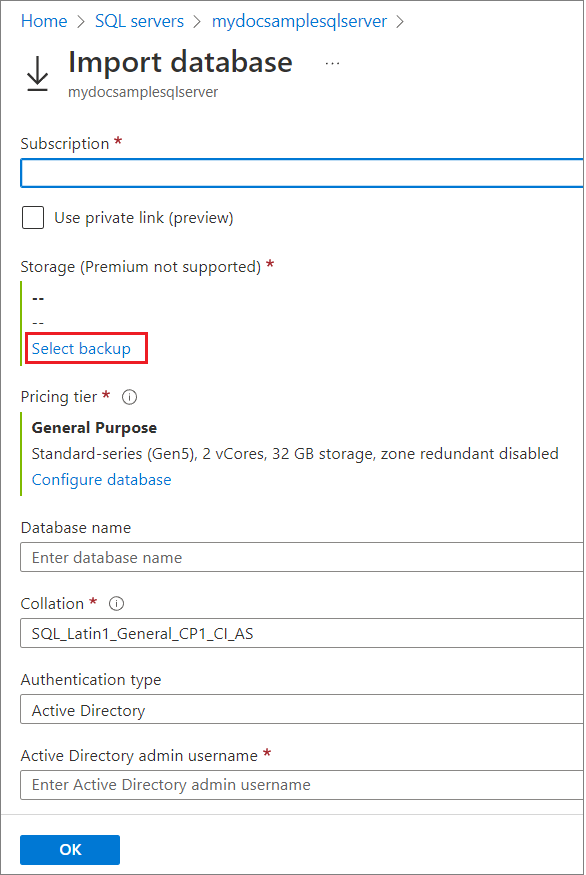 Home > SQL servers > mydocsamplesqlserver >
Import database ...
mydocsamplesqlserver
Subscription *
Use private link (preview)
Storage (Premium not supported) *
--
--
Select backup
Pricing tier *
General Purpose
Standard-series (Gen5), 2 vCores, 32 GB storage, zone redundant disabled
Configure database
Database name
Enter database name
Collation *
SQL_Latin1_General_CP1_CI_AS
Authentication type
Active Directory
Active Directory admin username *
Enter Active Directory admin username
OK